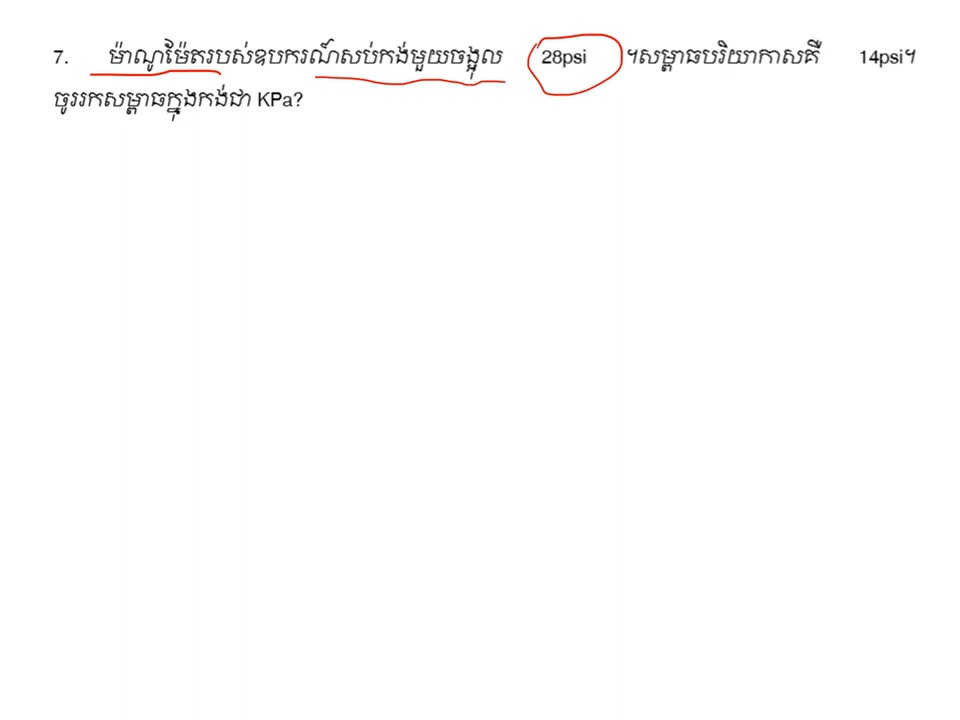 7. ម៉ាណូម៉ែតរបស់ឧបករណ៍សប់កង់មួយចង្អុល 28psi ។សម្ពាធបរិយាកាសគឺ 14psi។
ចូររកសម្ពាធក្នុងកង់ជា KPa?